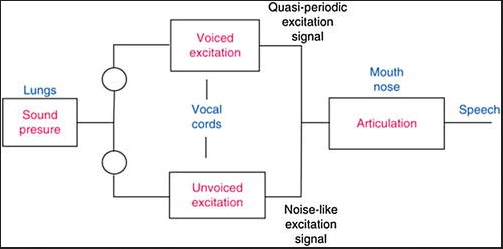 Quasi-periodic
excitation
signal
Voiced
excitation
Lungs
Sound
presure
Vocal
cords
Mouth
nose
Articulation
Speech
Unvoiced
excitation
Noise-like
excitation
signal